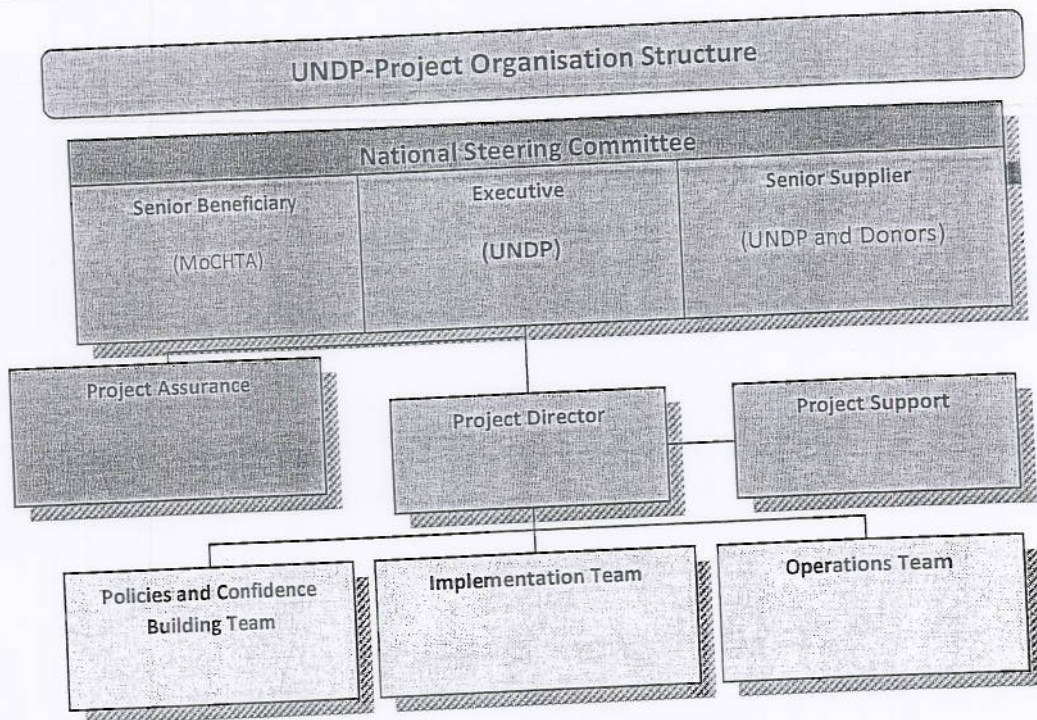 UNDP-Project Organisation Structure
National Steering Committee
Senior Beneficiary
(MoCHTA)
Executive
(UNDP)
Senior Supplier
(UNDP and Donors)
Project Assurance
Project Director
Project Support
Policies and Confidence
Building Team
Implementation Team
Operations Team